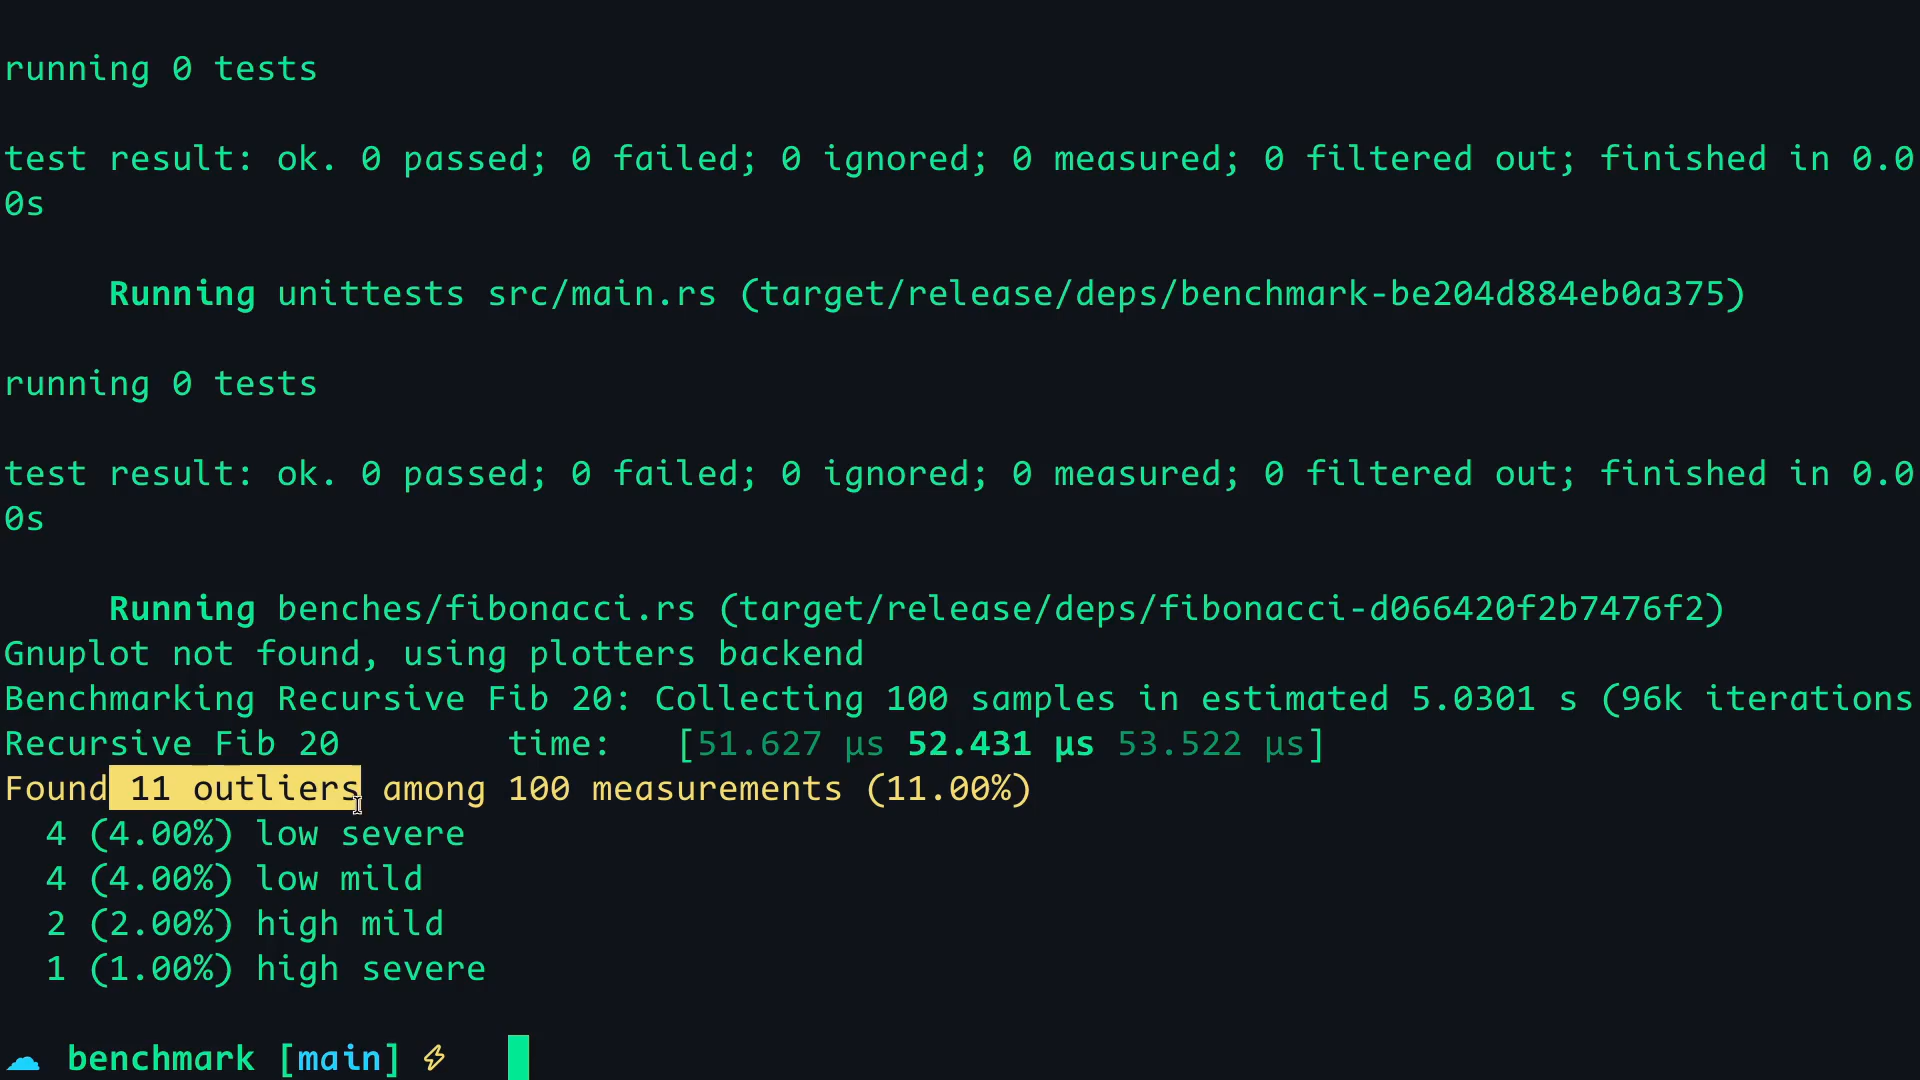 running 0 tests
test result: ok. 0 passed; 0 failed; 0 ignored; 0 measured; 0 filtered out; finished in 0.0
0s
Running unittests src/main.rs (target/release/deps/benchmark-be204d884eb0a375)
running 0 tests
test result: ok. 0 passed; 0 failed; 0 ignored; 0 measured; 0 filtered out; finished in 0.0
0s
Running benches/fibonacci.rs (target/release/deps/fibonacci-d066420f2b7476f2)
Gnuplot not found, using plotters backend
Benchmarking Recursive Fib 20: Collecting 100 samples in estimated 5.0301 s (96k iterations
Recursive Fib 20        time:   [51.627 µs 52.431 µs 53.522 µs]
Found 11 outliers among 100 measurements (11.00%)
  4 (4.00%) low severe
  4 (4.00%) low mild
  2 (2.00%) high mild
  1 (1.00%) high severe
☁ benchmark [main] ⚡